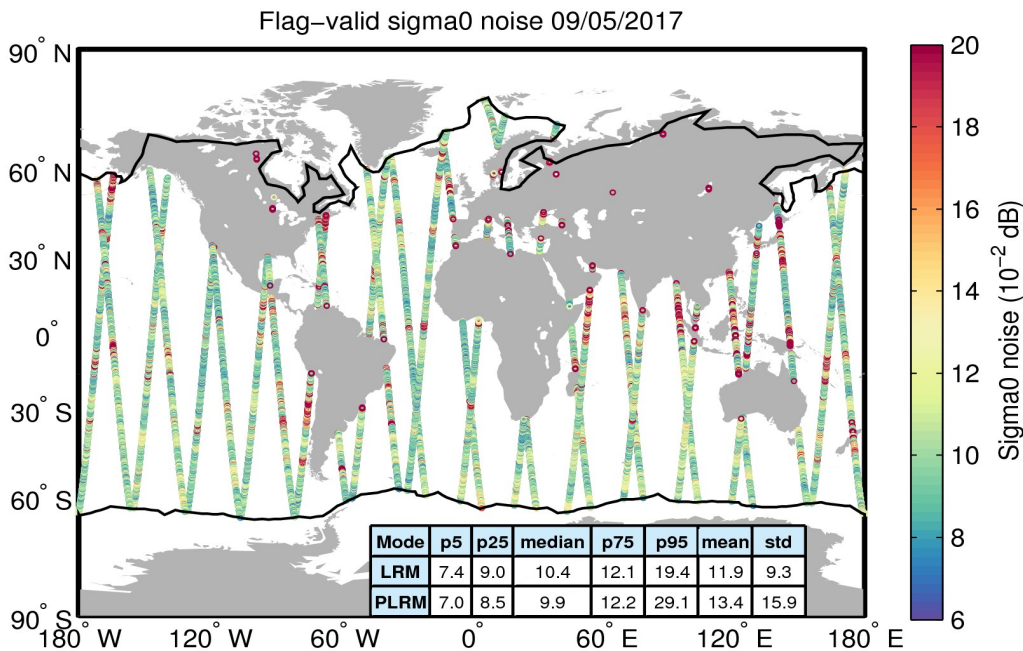 Flag−valid sigma0 noise 09/05/2017
90° N
60° N
30° N
0°
30° S
60° S
90° S
180° W 120° W 60° W 0° 60° E 120° E 180° E
Mode p5 p25 median p75 p95 mean std
LRM 7.4 9.0 10.4 12.1 19.4 11.9 9.3
PLRM 7.0 8.5 9.9 12.2 29.1 13.4 15.9
20
18
16
14
12
10
8
6
Sigma0 noise (10⁻² dB)